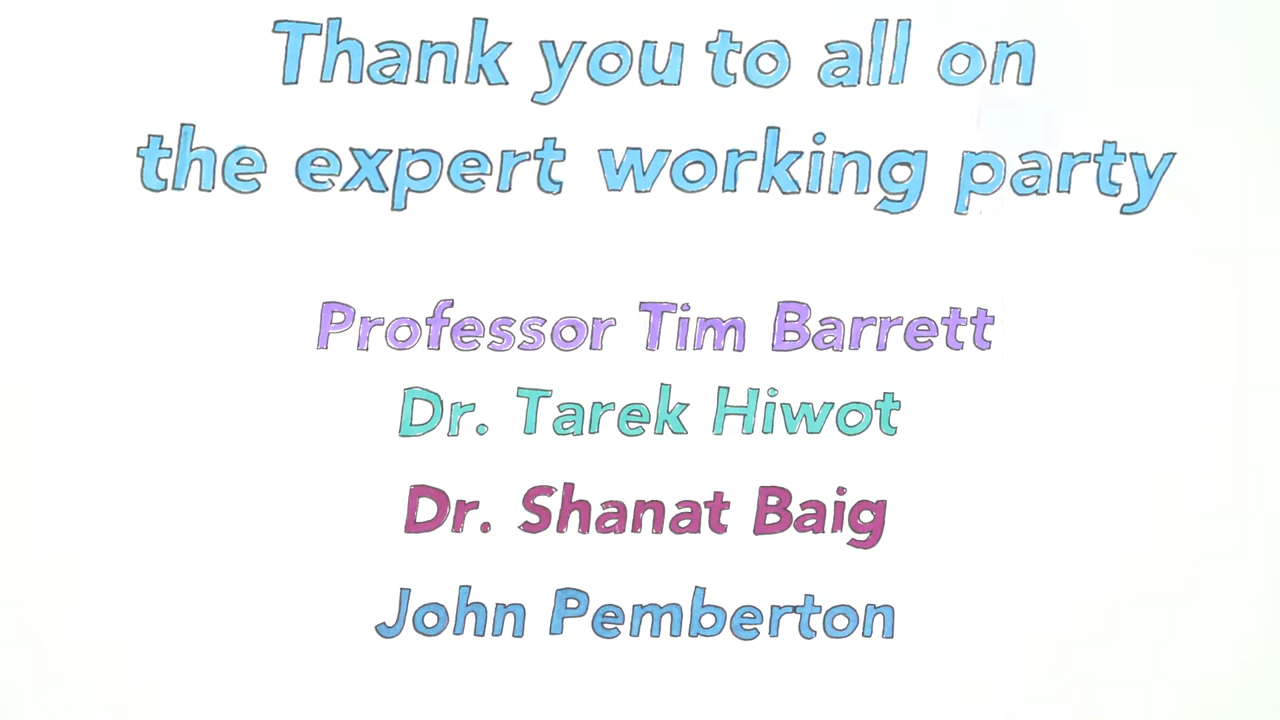 Thank you to all on
the expert working party
Professor Tim Barrett
Dr. Tarek Hiwot
Dr. Shanat Baig
John Pemberton